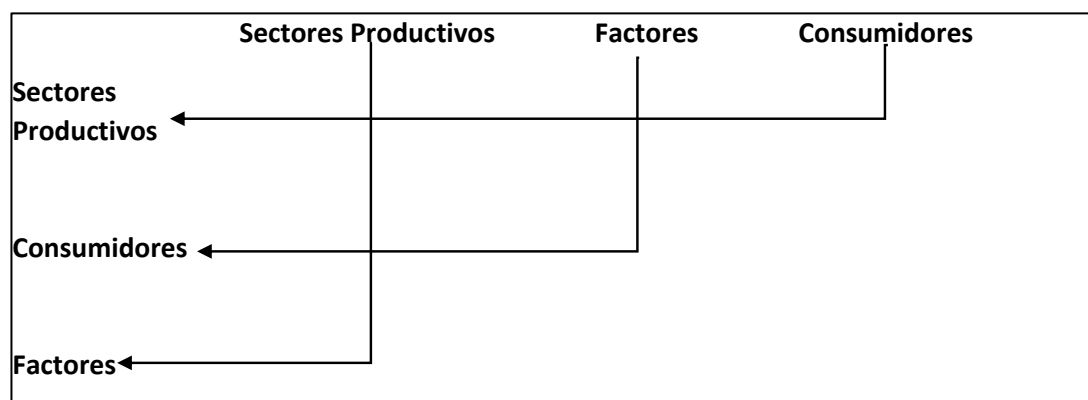 Sectores Productivos Factores Consumidores
Sectores
Productivos
Consumidores
Factores